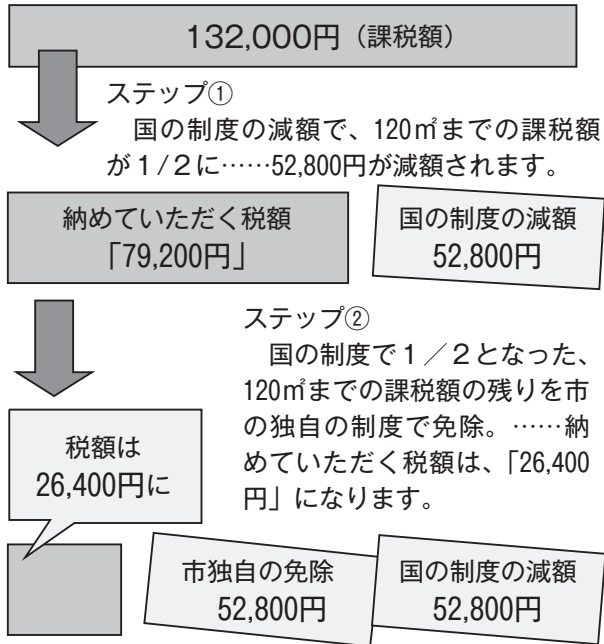 132,000円（課税額）
ステップ①
国の制度の減額で、120㎡までの課税額
が１/２に……52,800円が減額されます。
納めていただく税額
「79,200円」
国の制度の減額
52,800円
ステップ②
国の制度で１／２となった、
120㎡までの課税額の残りを市
の独自の制度で免除。……納
めていただく税額は、「26,400
円」になります。
税額は
26,400円に
市独自の免除
52,800円
国の制度の減額
52,800円